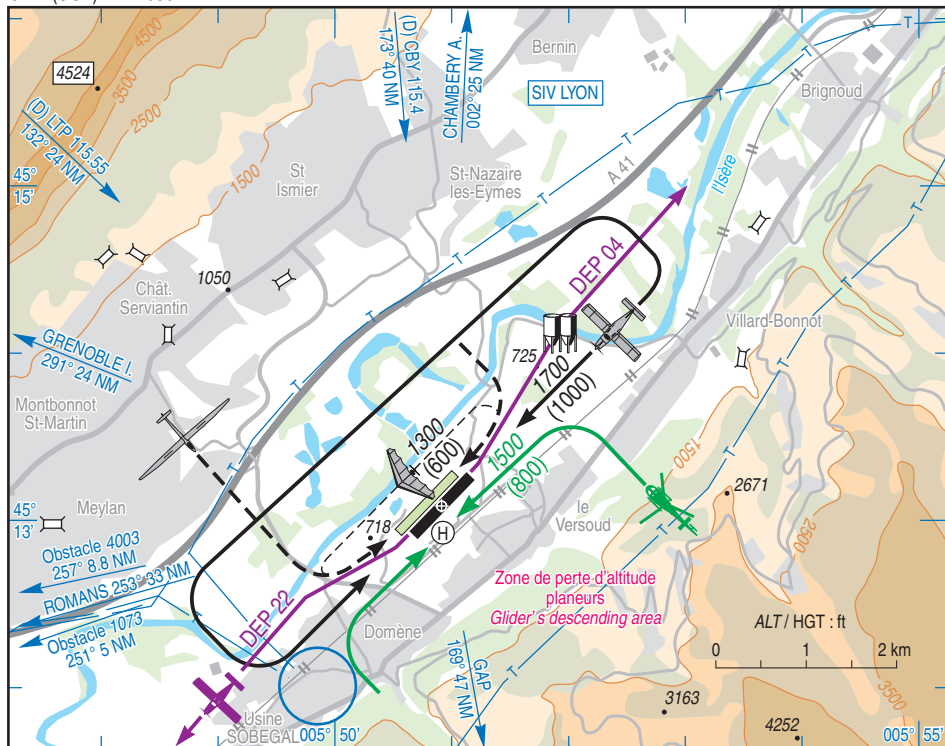 4524
4500
3500
2500
1500
(D) CBY 115.4
173° 40 NM
CHAMBERY A.
002° 25 NM
Bernin
SIV LYON
Brignoud
(D) LTP 115.55
132° 24 NM
45°
15'
St
Ismier
St-Nazaire
les-Eymes
A 41
l'Isère
DEP 04
1050
Chât.
Serviantin
GRENOBLE I.
291° 24 NM
725
1700
(1000)
Villard-Bonnot
Montbonnot
St-Martin
1300
(600)
1500
(800)
1500
2671
2500
Meylan
45°
13'
718
H
le
Versoud
Obstacle 4003
257° 8.8 NM
ROMANS 253° 33 NM
Obstacle 1073
251° 5 NM
Zone de perte d'altitude
planeurs
Glider's descending area
DEP 22
Domène
ALT / HGT : ft
0 1 2 km
GAP
169° 47 NM
3163
3500
4252
Usine
SOBEGAL
005° 50'
005° 55'
T
T
T
T
T
T
T
T
T